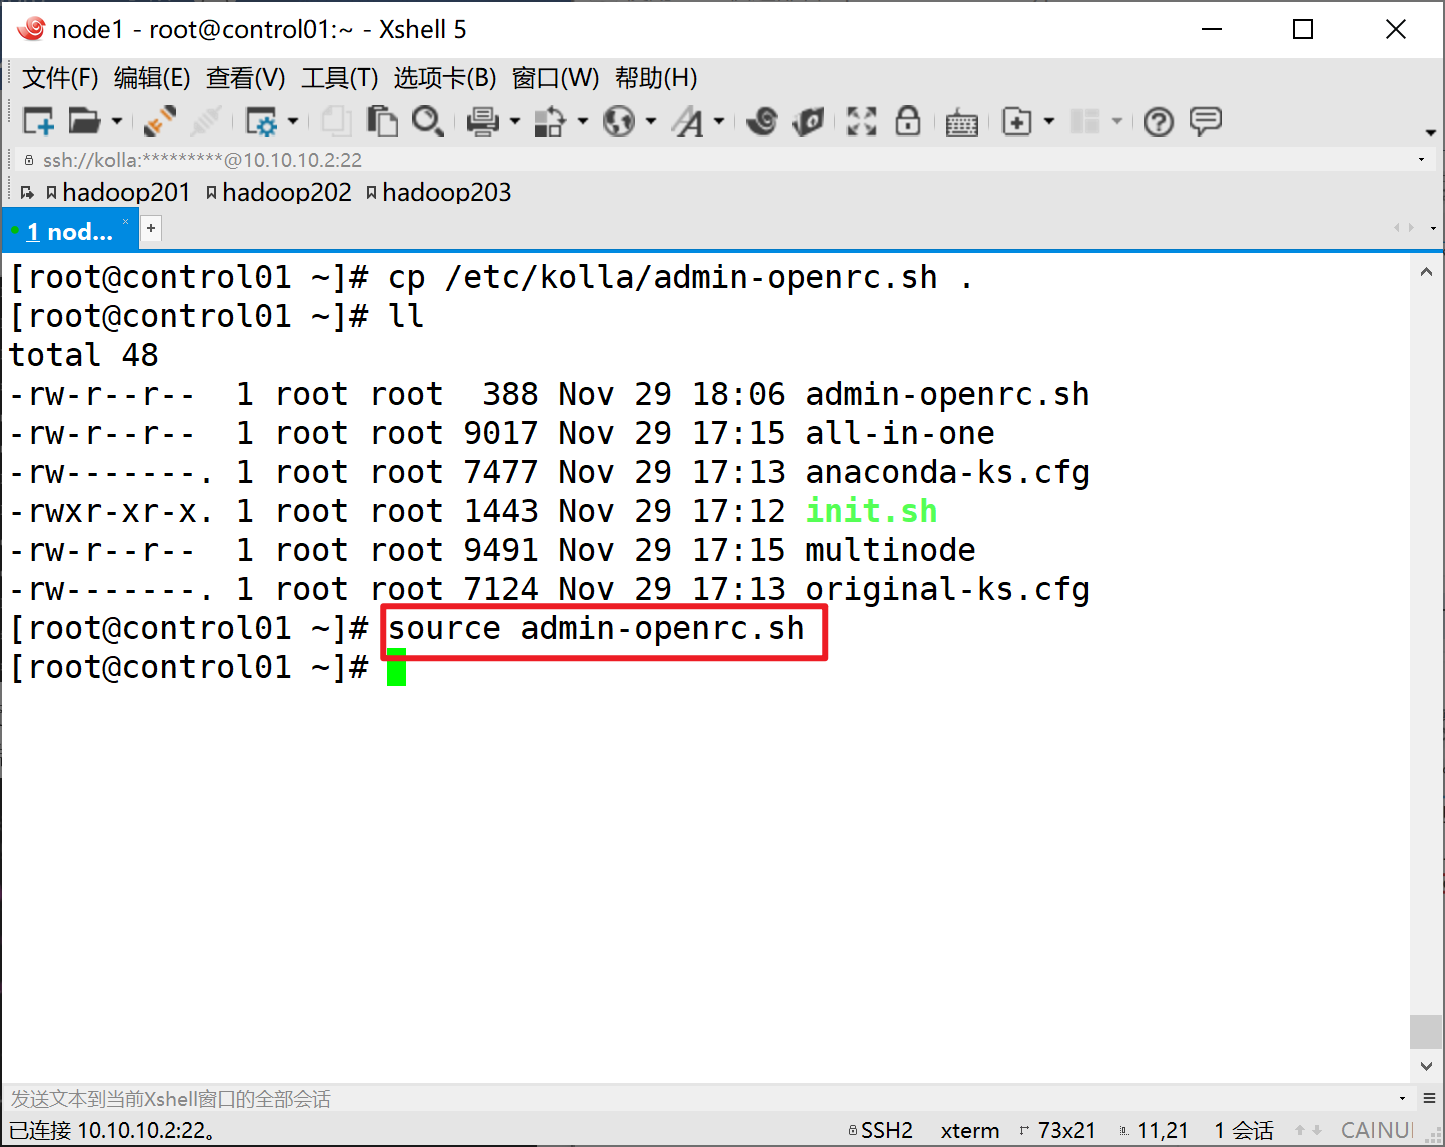 node1 - root@control01:~ - Xshell 5
文件(F) 编辑(E) 查看(V) 工具(T) 选项卡(B) 窗口(W) 帮助(H)
ssh://kolla:*********@10.10.10.2:22
hadoop201 hadoop202 hadoop203
1 nod... × +
[root@control01 ~]# cp /etc/kolla/admin-openrc.sh .
[root@control01 ~]# ll
total 48
-rw-r--r--  1 root root  388 Nov 29 18:06 admin-openrc.sh
-rw-r--r--  1 root root 9017 Nov 29 17:15 all-in-one
-rw-------. 1 root root 7477 Nov 29 17:13 anaconda-ks.cfg
-rwxr-xr-x. 1 root root 1443 Nov 29 17:12 init.sh
-rw-r--r--  1 root root 9491 Nov 29 17:15 multinode
-rw-------. 1 root root 7124 Nov 29 17:13 original-ks.cfg
[root@control01 ~]# source admin-openrc.sh
[root@control01 ~]#
发送文本到当前Xshell窗口的全部会话
已连接 10.10.10.2:22。 SSH2 xterm 73x21 11,21 1 会话